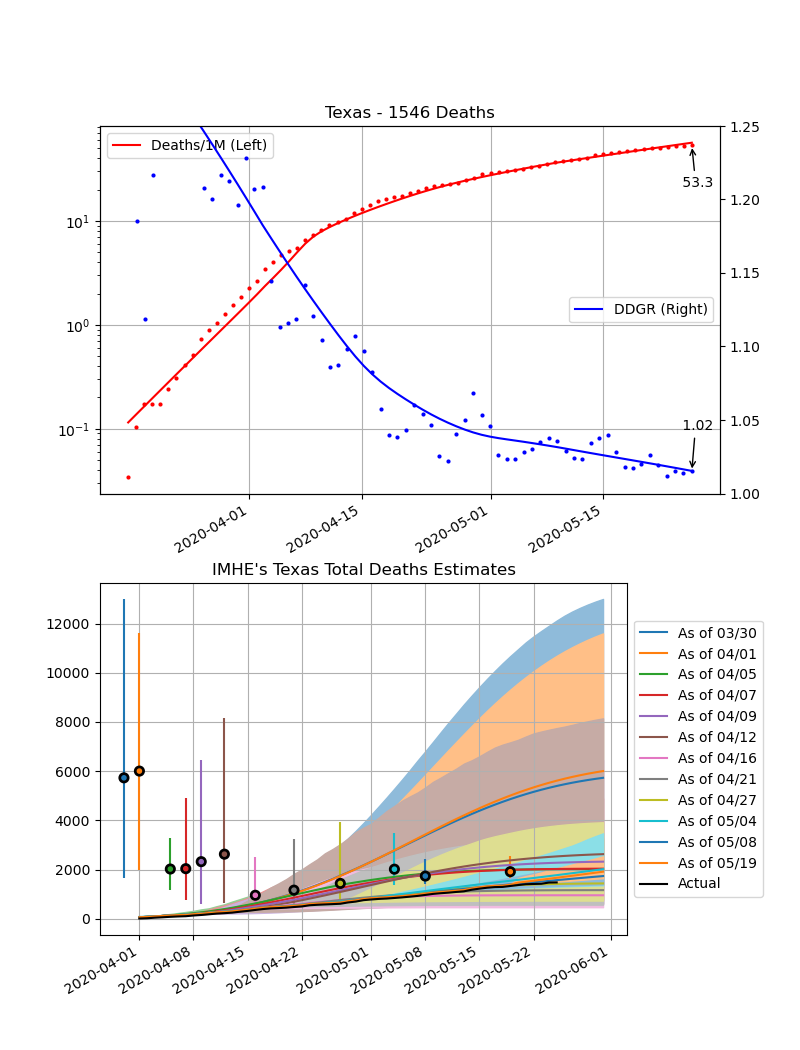 Texas - 1546 Deaths
Deaths/1M (Left)
DDGR (Right)
53.3
1.02
10¹
10⁰
10⁻¹
1.25
1.20
1.15
1.10
1.05
1.00
2020-04-01
2020-04-15
2020-05-01
2020-05-15
IMHE's Texas Total Deaths Estimates
12000
10000
8000
6000
4000
2000
0
2020-04-01
2020-04-08
2020-04-15
2020-04-22
2020-05-01
2020-05-08
2020-05-15
2020-05-22
2020-06-01
As of 03/30
As of 04/01
As of 04/05
As of 04/07
As of 04/09
As of 04/12
As of 04/16
As of 04/21
As of 04/27
As of 05/04
As of 05/08
As of 05/19
Actual